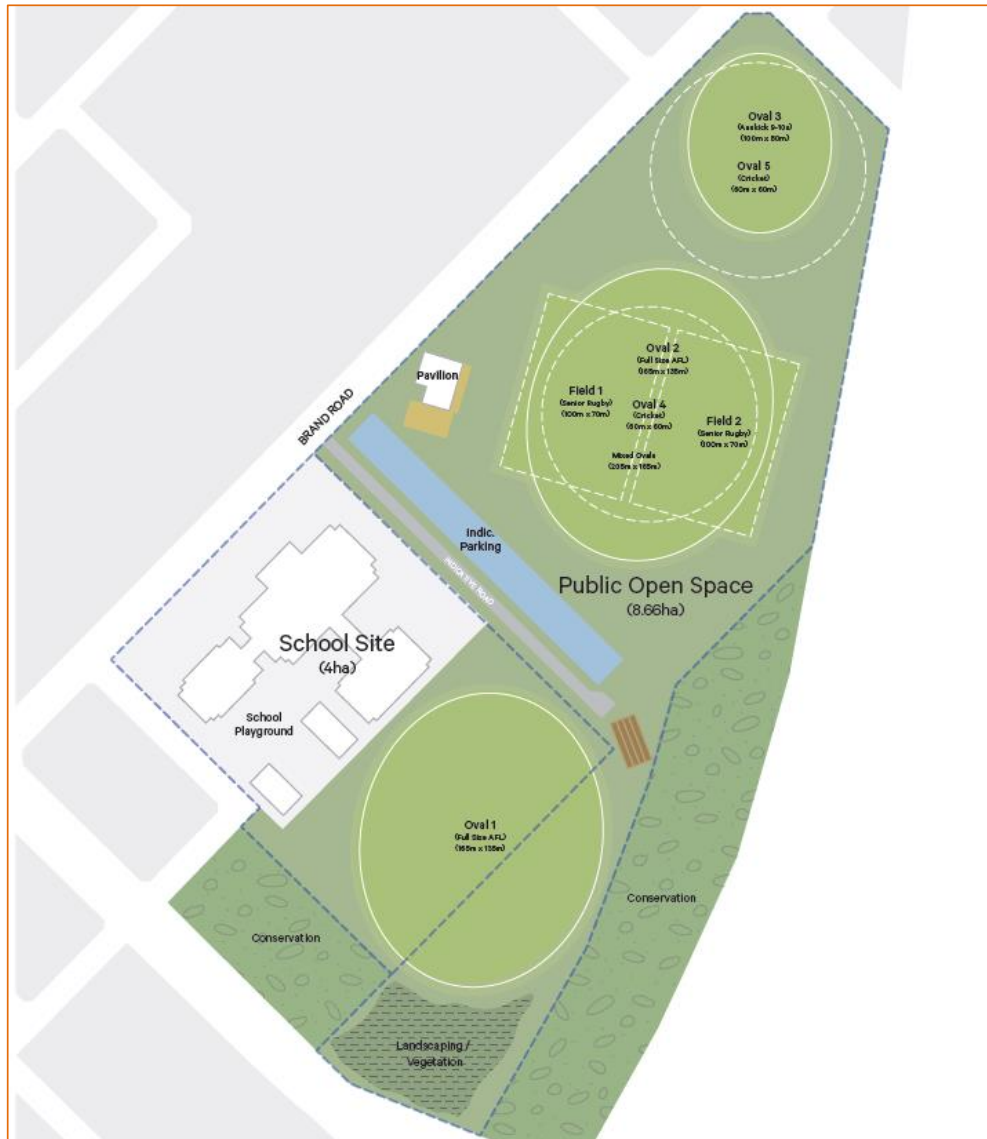 Oval 3
(Auskick 9-10s)
(100m x 80m)
Oval 5
(Cricket)
(60m x 60m)
Oval 2
(Full Size AFL)
(165m x 135m)
Field 1
(Senior Rugby)
(100m x 70m)
Oval 4
(Cricket)
(60m x 60m)
Field 2
(Senior Rugby)
(100m x 70m)
Mixed Ovals
(205m x 165m)
Pavilion
BRAND ROAD
Indic.
Parking
INDICATIVE ROAD
Public Open Space
(8.66ha)
School Site
(4ha)
School
Playground
Oval 1
(Full Size AFL)
(165m x 135m)
Conservation
Conservation
Landscaping /
Vegetation